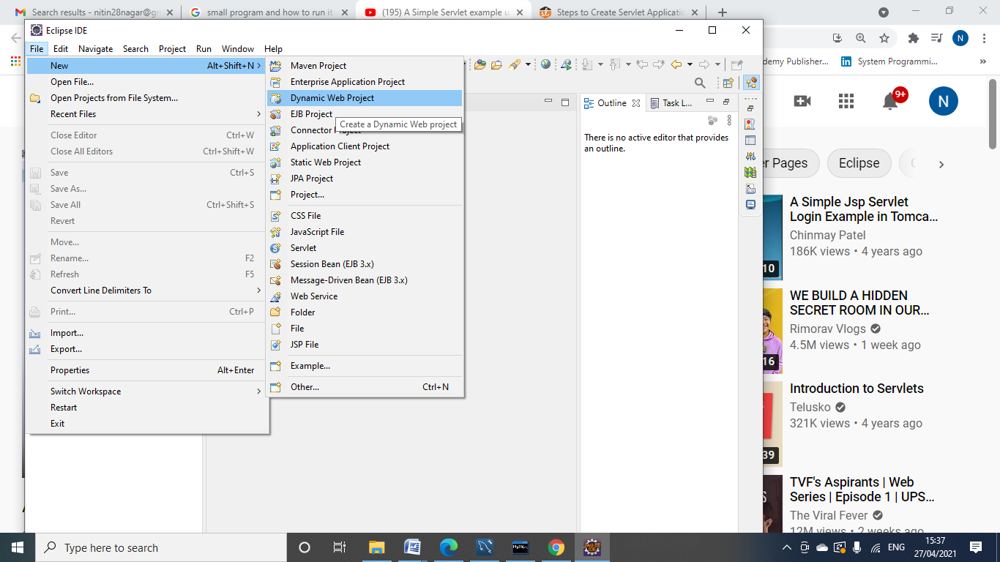 Search results - nitin28nagar@gr
small program and how to run it
(195) A Simple Servlet example u
Steps to Create Servlet Applicatio
Eclipse IDE
File Edit Navigate Search Project Run Window Help
New Alt+Shift+N
Open File...
Open Projects from File System...
Recent Files
Close Editor Ctrl+W
Close All Editors Ctrl+Shift+W
Save Ctrl+S
Save As...
Save All Ctrl+Shift+S
Revert
Move...
Rename... F2
Refresh F5
Convert Line Delimiters To
Print... Ctrl+P
Import...
Export...
Properties Alt+Enter
Switch Workspace
Restart
Exit
Maven Project
Enterprise Application Project
Dynamic Web Project
EJB Project
Create a Dynamic Web project
Connector Project
Application Client Project
Static Web Project
JPA Project
Project...
CSS File
JavaScript File
Servlet
Session Bean (EJB 3.x)
Message-Driven Bean (EJB 3.x)
Web Service
Folder
File
JSP File
Example...
Other... Ctrl+N
Outline
Task L...
There is no active editor that provides
an outline.
N
demy Publisher...
System Programmi...
9+
N
er Pages
Eclipse
A Simple Jsp Servlet
Login Example in Tomca...
Chinmay Patel
186K views • 4 years ago
10
WE BUILD A HIDDEN
SECRET ROOM IN OUR...
Rimorav Vlogs
4.5M views • 1 week ago
16
Introduction to Servlets
Telusko
321K views • 4 years ago
39
TVF's Aspirants | Web
Series | Episode 1 | UPS...
The Viral Fever
12M views • 2 weeks ago
Type here to search
MySQL
Java EE
IDE
ENG
15:37
27/04/2021